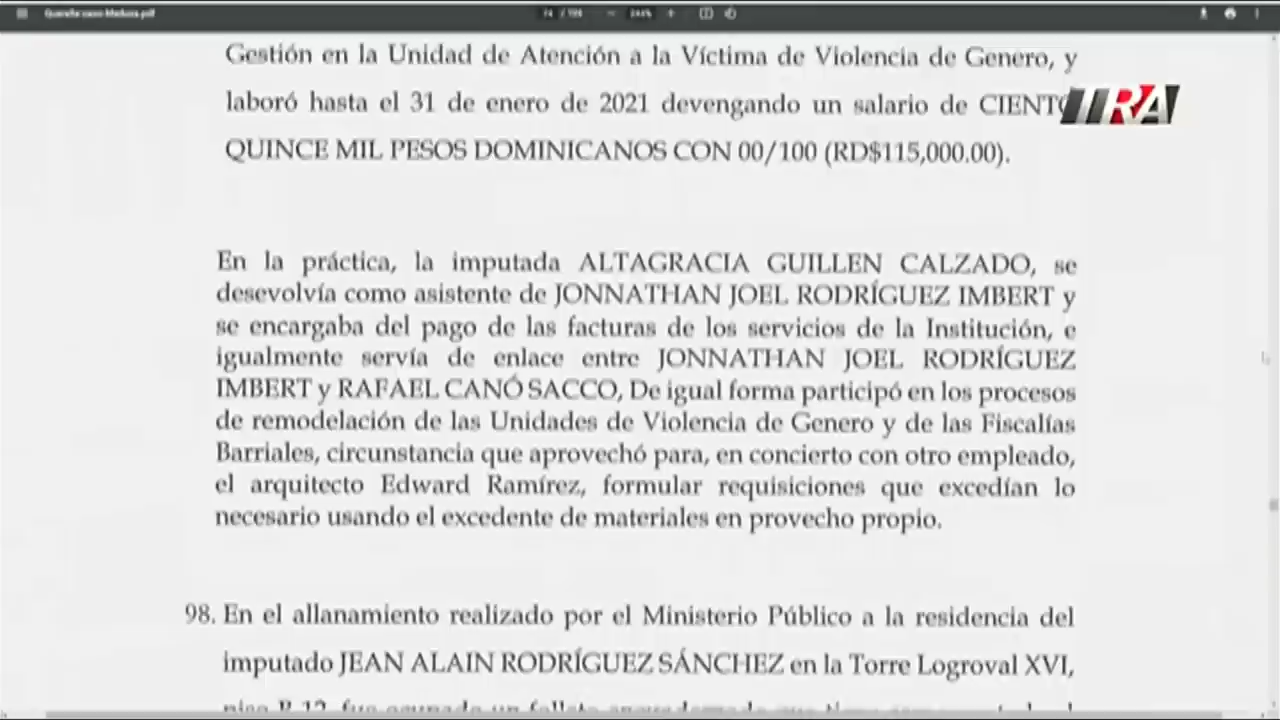 Querella caso Medusa.pdf
Gestión en la Unidad de Atención a la Víctima de Violencia de Genero, y
laboró hasta el 31 de enero de 2021 devengando un salario de CIENTO
TRA
QUINCE MIL PESOS DOMINICANOS CON 00/100 (RD$115,000.00).
En la práctica, la imputada ALTAGRACIA GUILLEN CALZADO, se
desevolvía como asistente de JONNATHAN JOEL RODRÍGUEZ IMBERT y
se encargaba del pago de las facturas de los servicios de la Institución, e
igualmente servía de enlace entre JONNATHAN JOEL RODRÍGUEZ
IMBERT y RAFAEL CANÓ SACCO, De igual forma participó en los procesos
de remodelación de las Unidades de Violencia de Genero y de las Fiscalías
Barriales, circunstancia que aprovechó para, en concierto con otro empleado,
el arquitecto Edward Ramírez, formular requisiciones que excedían lo
necesario usando el excedente de materiales en provecho propio.
98. En el allanamiento realizado por el Ministerio Público a la residencia del
imputado JEAN ALAIN RODRÍGUEZ SÁNCHEZ en la Torre Logroval XVI,